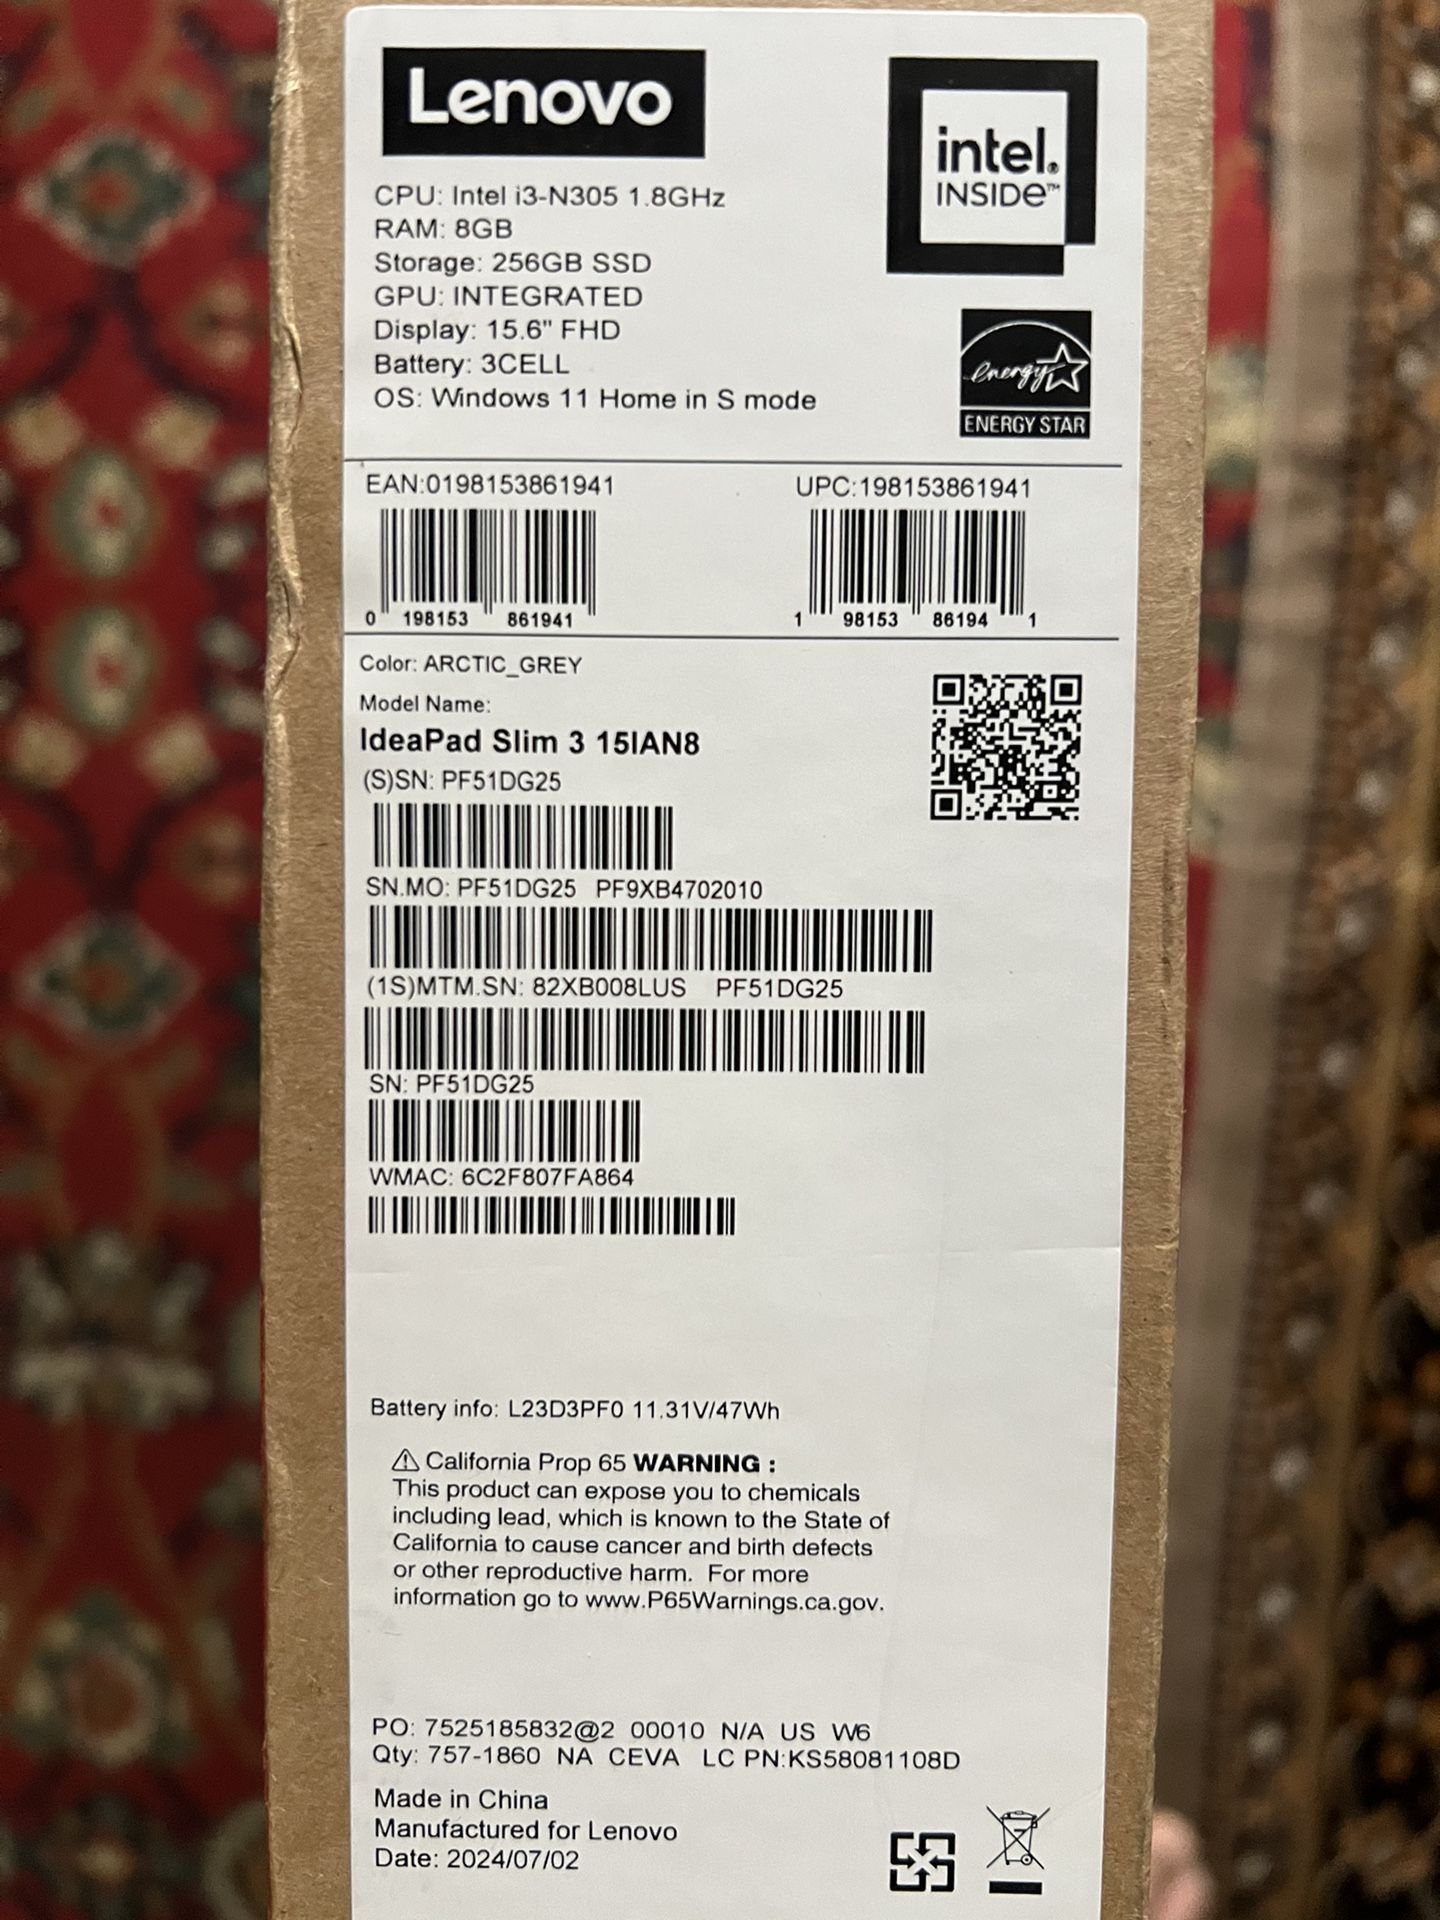 Lenovo
intel.®
INSIDE™
CPU: Intel i3-N305 1.8GHz
RAM: 8GB
Storage: 256GB SSD
GPU: INTEGRATED
Display: 15.6" FHD
Battery: 3CELL
OS: Windows 11 Home in S mode
energy
ENERGY STAR
EAN:0198153861941
UPC:198153861941
0 198153 861941
1 98153 86194 1
Color: ARCTIC_GREY
Model Name:
IdeaPad Slim 3 15IAN8
(S)SN: PF51DG25
SN.MO: PF51DG25 PF9XB4702010
(1S)MTM.SN: 82XB008LUS PF51DG25
SN: PF51DG25
WMAC: 6C2F807FA864
Battery info: L23D3PF0 11.31V/47Wh
⚠ California Prop 65 WARNING :
This product can expose you to chemicals
including lead, which is known to the State of
California to cause cancer and birth defects
or other reproductive harm. For more
information go to www.P65Warnings.ca.gov.
PO: 7525185832@2 00010 N/A US W6
Qty: 757-1860 NA CEVA LC PN:KS58081108D
Made in China
Manufactured for Lenovo
Date: 2024/07/02